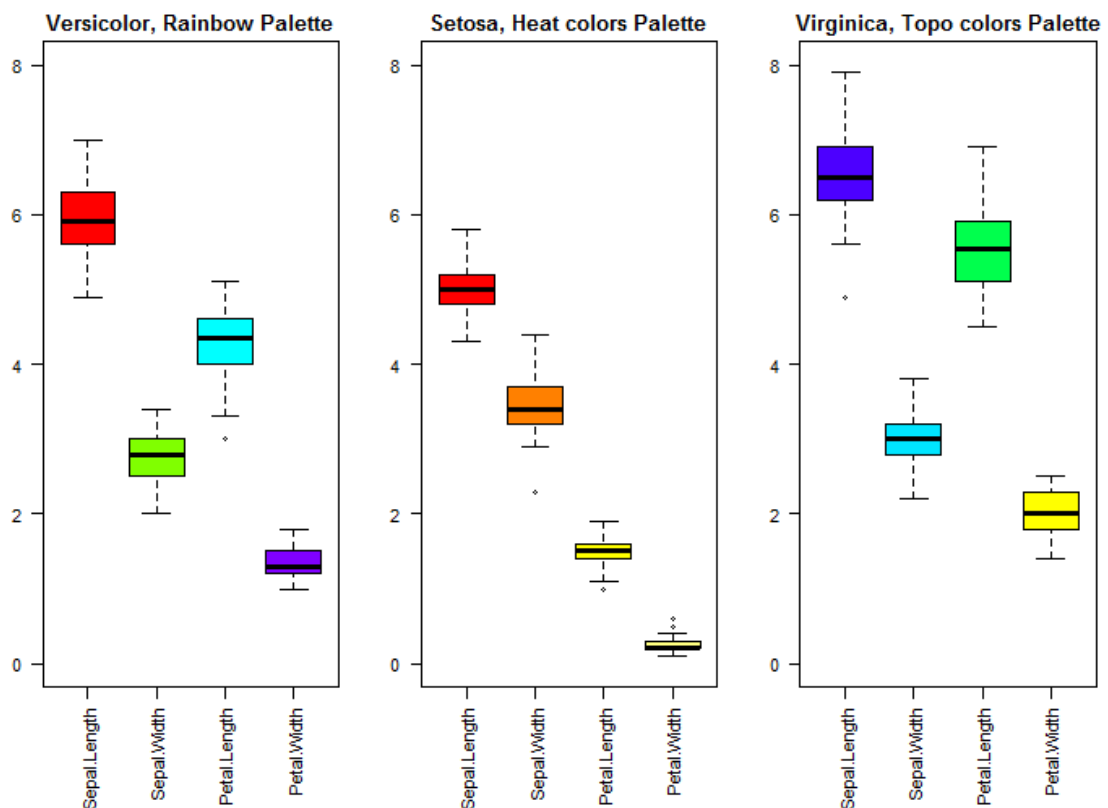 Versicolor, Rainbow Palette
8
6
4
2
0
Sepal.Length
Sepal.Width
Petal.Length
Petal.Width
Setosa, Heat colors Palette
8
6
4
2
0
Sepal.Length
Sepal.Width
Petal.Length
Petal.Width
Virginica, Topo colors Palette
8
6
4
2
0
Sepal.Length
Sepal.Width
Petal.Length
Petal.Width